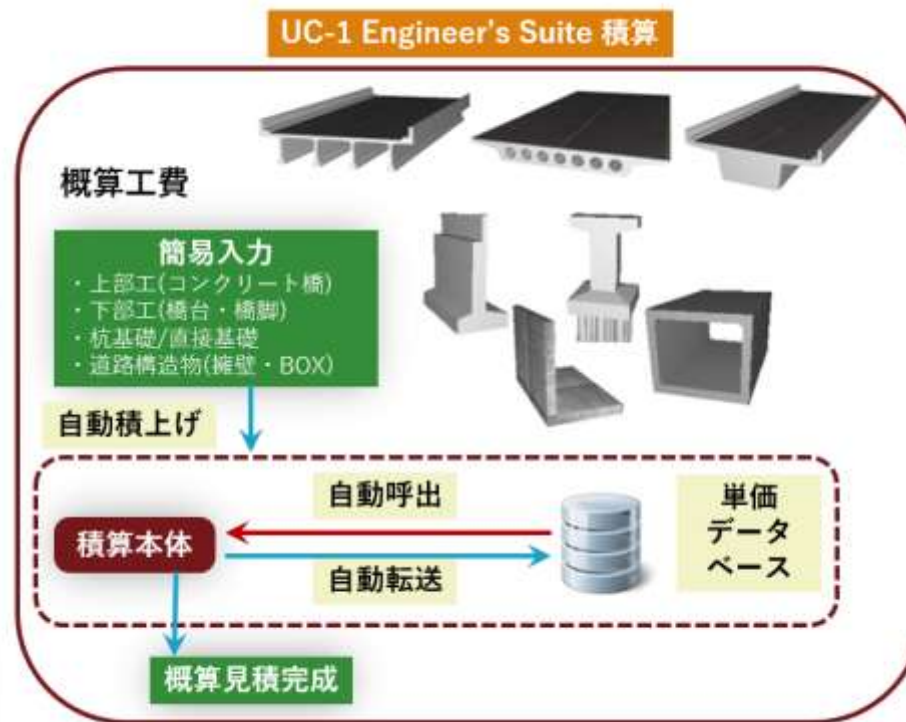 UC-1 Engineer's Suite 積算
概算工費
簡易入力
・上部工(コンクリート橋)
・下部工(橋台・橋脚)
・杭基礎/直接基礎
・道路構造物(擁壁・BOX)
自動積上げ
自動呼出
積算本体
自動転送
単価
データ
ベース
概算見積完成